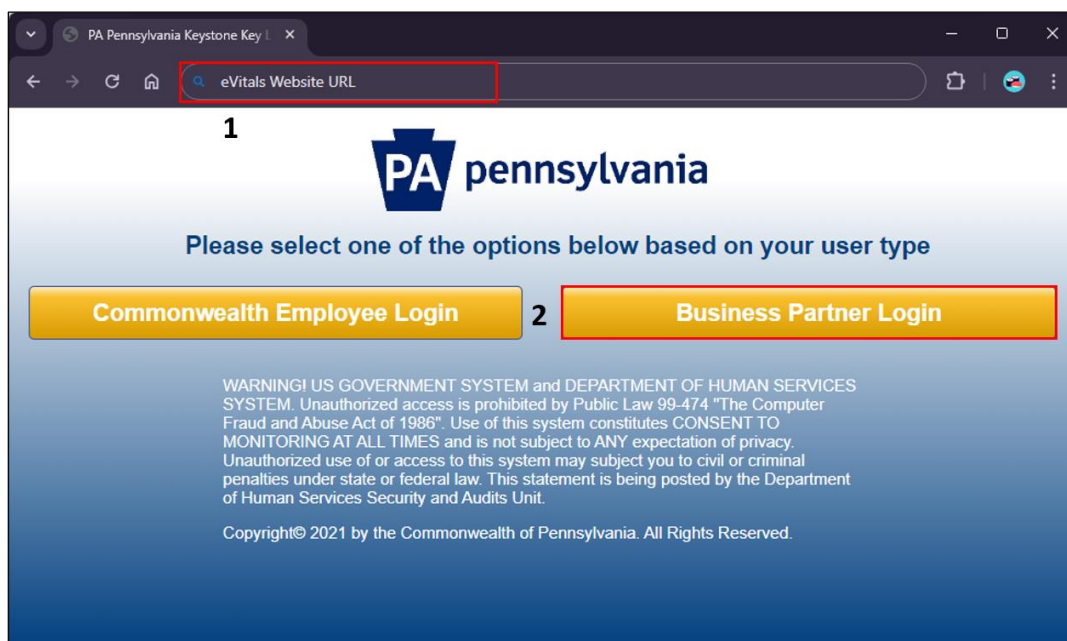 PA Pennsylvania Keystone Key L
eVitals Website URL
1
PA pennsylvania
Please select one of the options below based on your user type
Commonwealth Employee Login
2
Business Partner Login
WARNING! US GOVERNMENT SYSTEM and DEPARTMENT OF HUMAN SERVICES
SYSTEM. Unauthorized access is prohibited by Public Law 99-474 "The Computer
Fraud and Abuse Act of 1986". Use of this system constitutes CONSENT TO
MONITORING AT ALL TIMES and is not subject to ANY expectation of privacy.
Unauthorized use of or access to this system may subject you to civil or criminal
penalties under state or federal law. This statement is being posted by the Department
of Human Services Security and Audits Unit.
Copyright© 2021 by the Commonwealth of Pennsylvania. All Rights Reserved.